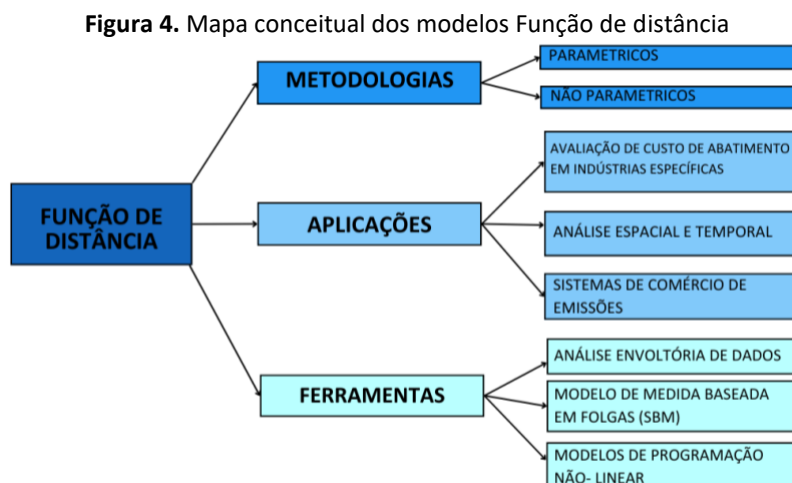 Figura 4. Mapa conceitual dos modelos Função de distância
FUNÇÃO DE
DISTÂNCIA
METODOLOGIAS
PARAMETRICOS
NÃO PARAMETRICOS
APLICAÇÕES
AVALIAÇÃO DE CUSTO DE ABATIMENTO
EM INDÚSTRIAS ESPECÍFICAS
ANÁLISE ESPACIAL E TEMPORAL
SISTEMAS DE COMÉRCIO DE
EMISSÕES
FERRAMENTAS
ANÁLISE ENVOLTÓRIA DE DADOS
MODELO DE MEDIDA BASEADA
EM FOLGAS (SBM)
MODELOS DE PROGRAMAÇÃO
NÃO- LINEAR